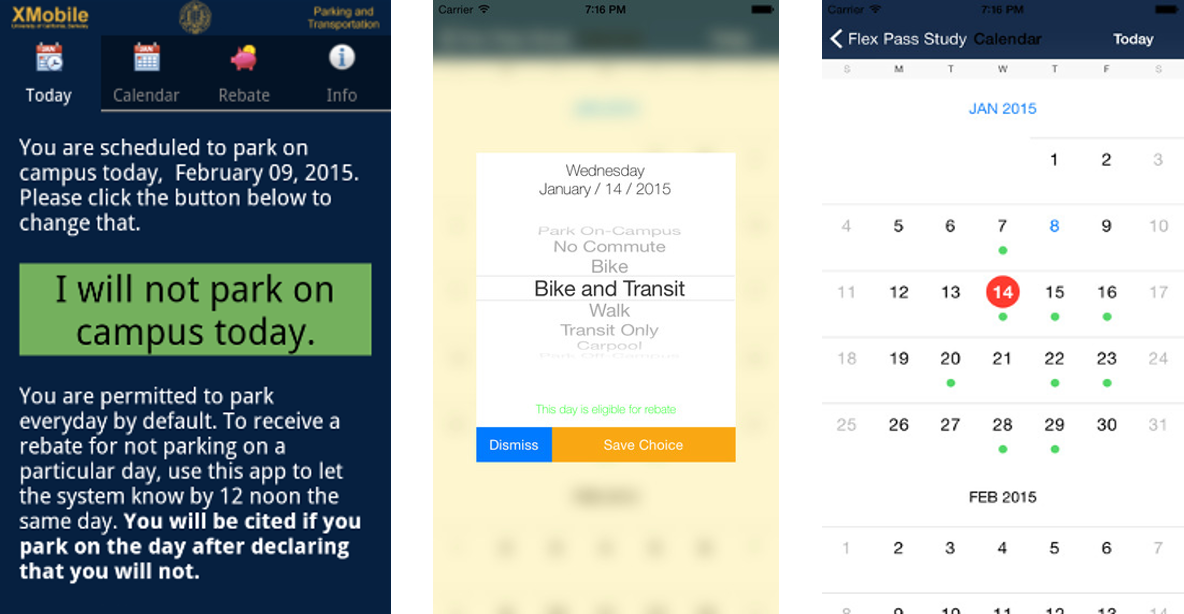 XMobile
University of California, Berkeley
Parking and
Transportation
Today Calendar Rebate Info
You are scheduled to park on
campus today, February 09, 2015.
Please click the button below to
change that.
I will not park on
campus today.
You are permitted to park
everyday by default. To receive a
rebate for not parking on a
particular day, use this app to let
the system know by 12 noon the
same day. You will be cited if you
park on the day after declaring
that you will not.
Carrier 7:16 PM
Wednesday
January / 14 / 2015
Park On-Campus
No Commute
Bike
Bike and Transit
Walk
Transit Only
Carpool
Park Off-Campus
This day is eligible for rebate
Dismiss Save Choice
Carrier 7:16 PM
Flex Pass Study Calendar Today
S M T W T F S
JAN 2015
1 2 3
4 5 6 7 8 9 10
11 12 13 14 15 16 17
18 19 20 21 22 23 24
25 26 27 28 29 30 31
FEB 2015
1 2 3 4 5 6 7
8 9 10 11 12 13 14